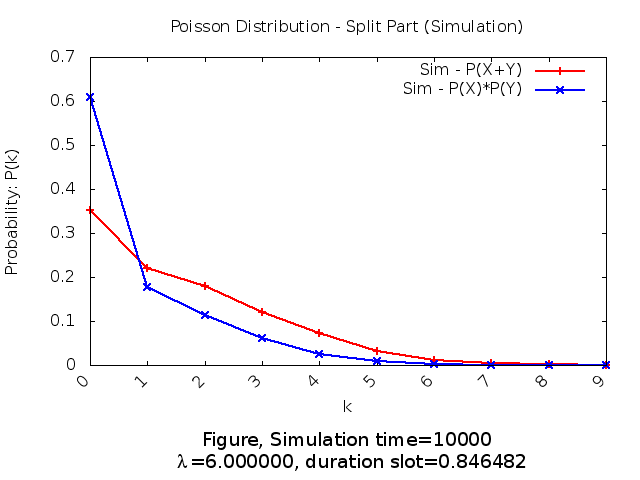 Poisson Distribution - Split Part (Simulation)
Sim - P(X+Y)
Sim - P(X)*P(Y)
Probability: P(k)
0.7
0.6
0.5
0.4
0.3
0.2
0.1
0
0 1 2 3 4 5 6 7 8 9
k
Figure, Simulation time=10000
λ=6.000000, duration slot=0.846482